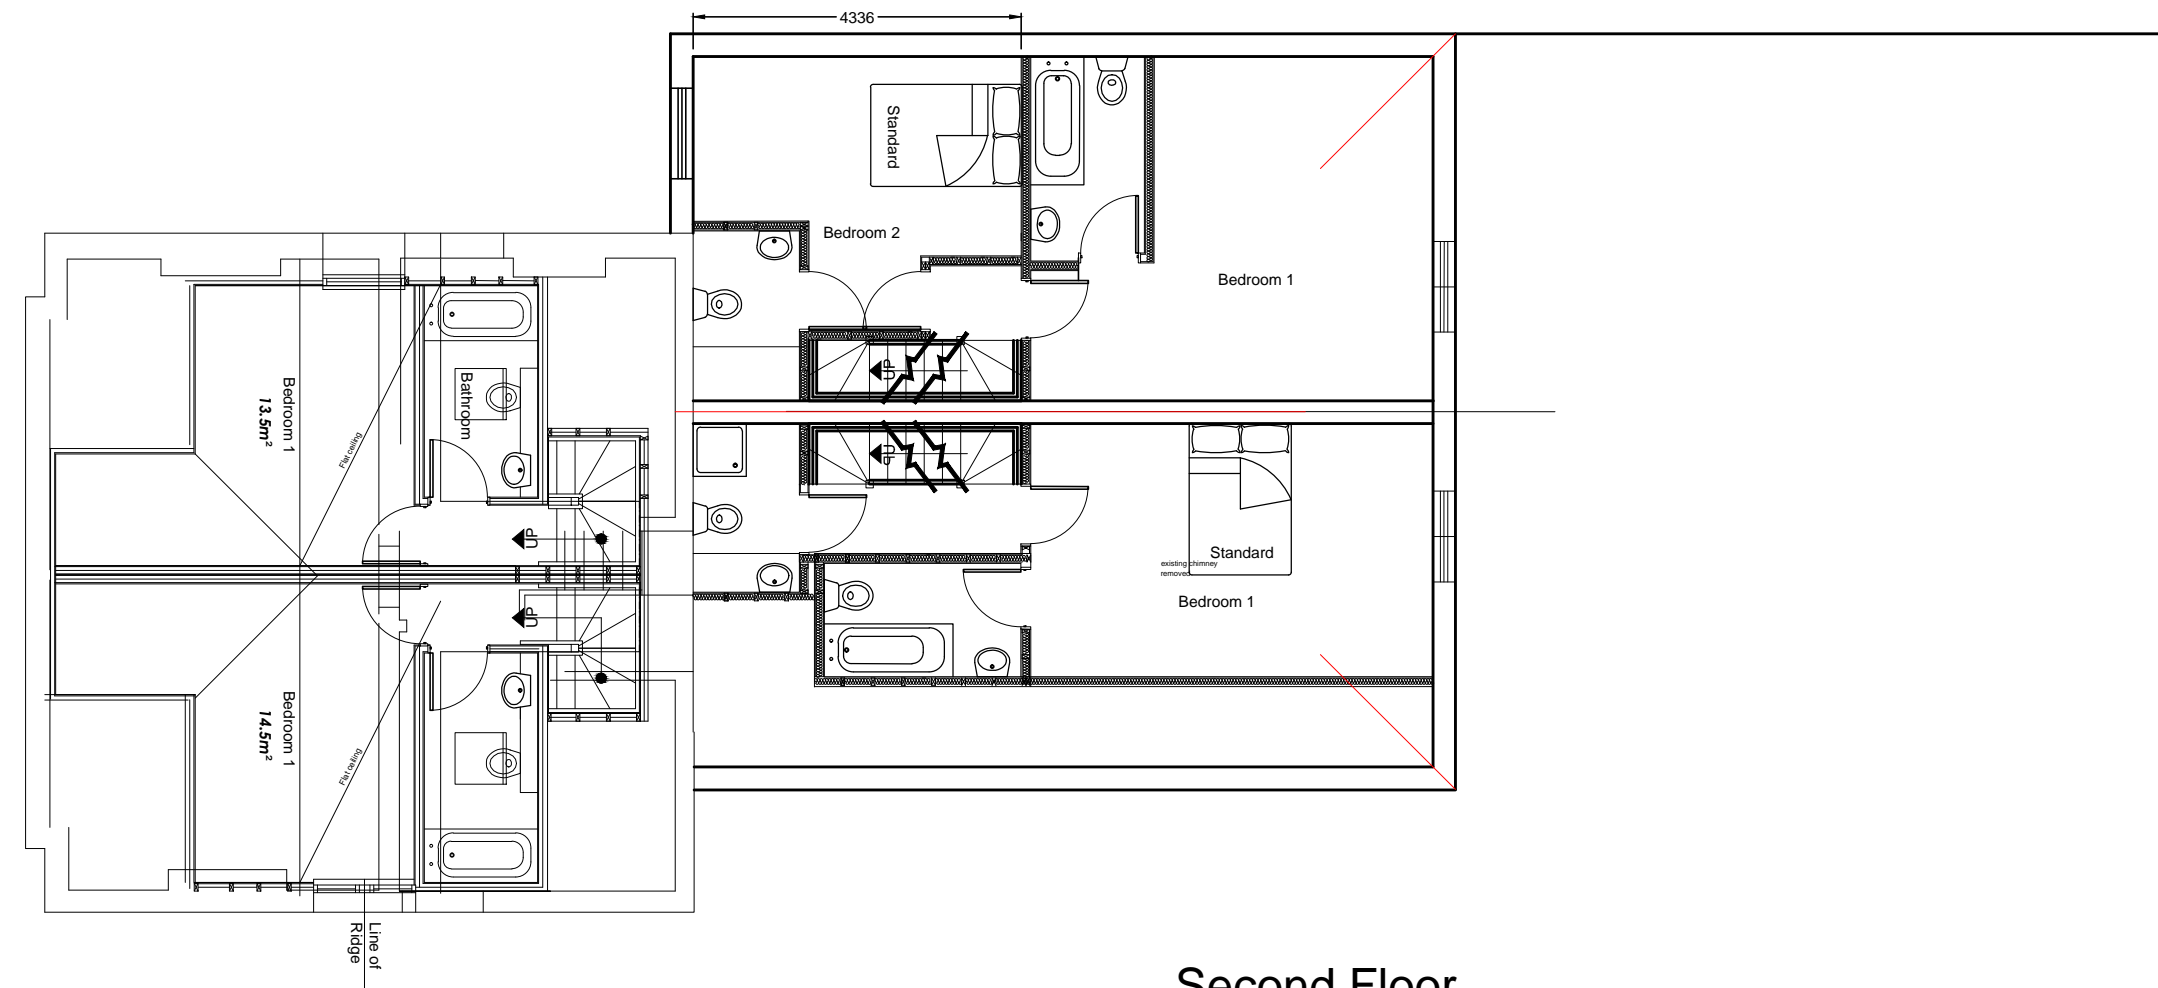 4336
Standard
Bedroom 2
Bedroom 1
UP
UP
Standard
existing chimney
removed
Bedroom 1
Bedroom 1
13.5m²
Flat ceiling
Bathroom
UP
UP
Bedroom 1
14.5m²
Flat ceiling
Line of
Ridge
Second Floor